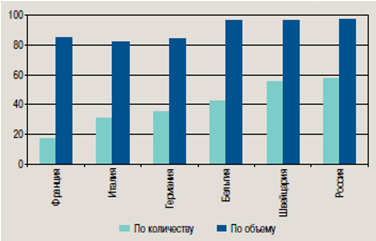 100
80
60
40
20
0
Франция
Италия
Германия
Бельгия
Швейцария
Россия
По количеству
По объему